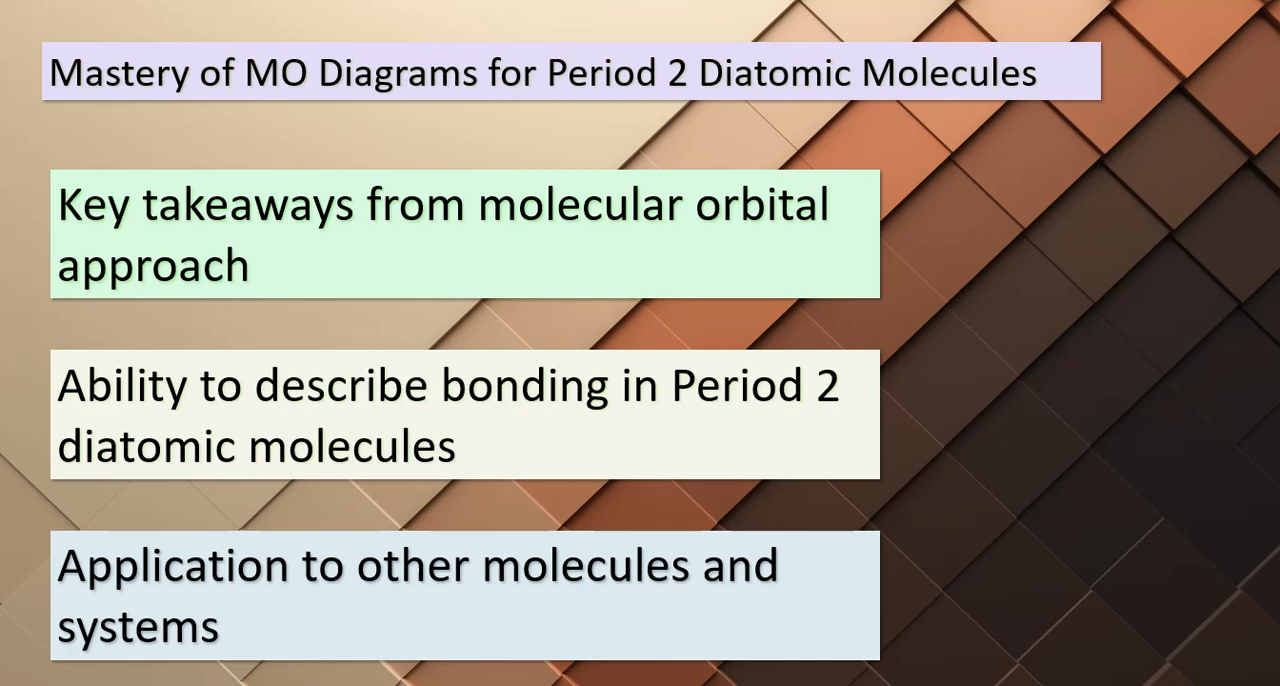 Mastery of MO Diagrams for Period 2 Diatomic Molecules
Key takeaways from molecular orbital
approach
Ability to describe bonding in Period 2
diatomic molecules
Application to other molecules and
systems